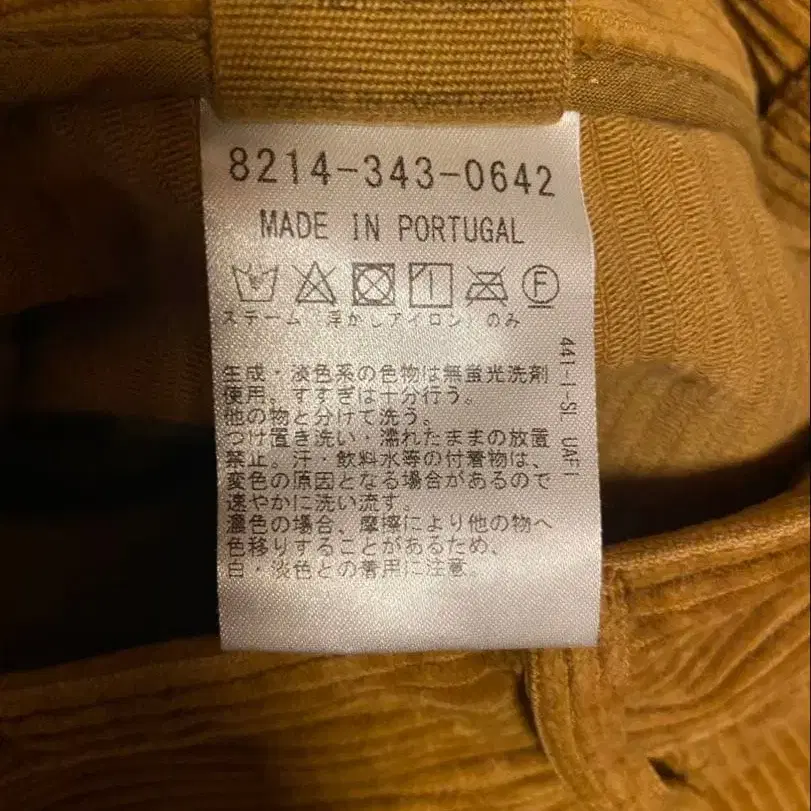 8214-343-0642
MADE IN PORTUGAL
F
スチーム(浮かしアイロン)のみ
生成・淡色系の色物は無蛍光洗剤
使用。すすぎは十分行う。
他の物と分けて洗う。
つけ置き洗い・濡れたままの放置
禁止。汗・飲料水等の付着物は、
変色の原因となる場合があるので
速やかに洗い流す。
濃色の場合、摩擦により他の物へ
色移りすることがあるため、
白・淡色との着用に注意。
441-1-SL UAF1